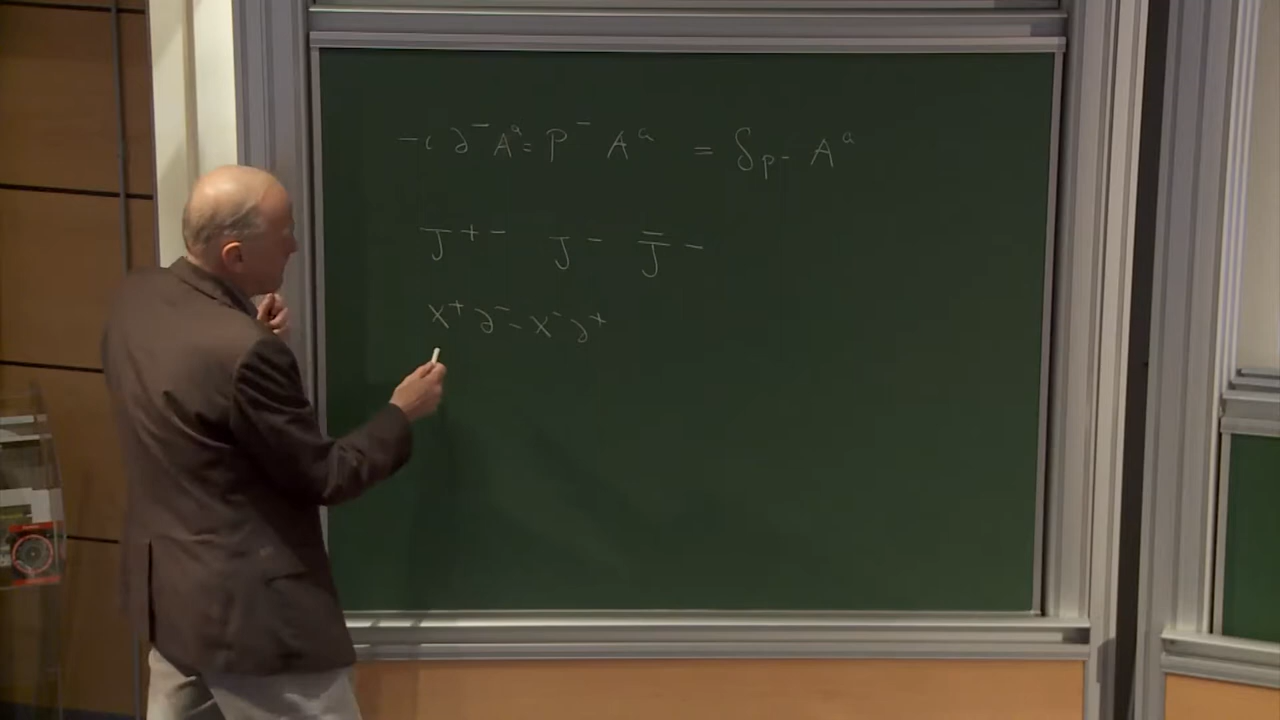 -i ∂⁻ Aᵃ = P⁻ Aᵃ = δ_{P⁻} Aᵃ
J⁺⁻ J⁻ J̄⁻
x⁺∂⁻ - x⁻∂⁺